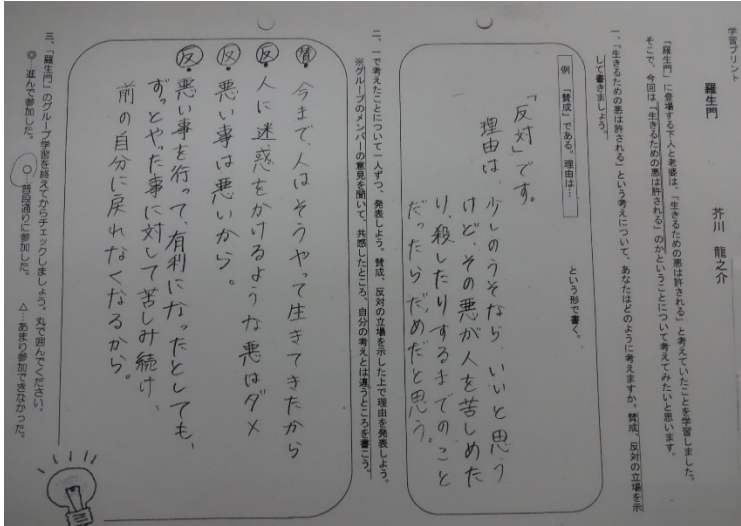 学習プリント
羅生門　芥川　龍之介
「羅生門」に登場する下人と老婆は、「生きるための悪は許される」と考えていたことを学習しました。
そこで、今回は「生きるための悪は許される」のかということについて考えてみたいと思います。
一、「生きるための悪は許される」という考えについて、あなたはどのように考えますか。賛成、反対の立場を示
して書きましょう。
例　「賛成」である。理由は…　という形で書く。
「反対」です。
理由は、少しのうそなら、いいと思う
けど、その悪が人を苦しめた
り、殺したりするまでのこと
だったらだめだと思う。
二、一で考えたことについて一人ずつ、発表しよう。賛成、反対の立場を示した上で理由を発表しよう。
※グループのメンバーの意見を聞いて、共感したところ、自分の考えとは違うところを書こう。
賛・今まで、人はそうやって生きてきたから
反・人に迷惑をかけるような悪はダメ
反・悪い事は悪いから。
反・悪い事を行って、有利になったとしても、
ずっとやった事に対して苦しみ続け、
前の自分に戻れなくなるから。
三、「羅生門」のグループ学習を終えてからチェックしましょう。丸で囲んでください。
◎…進んで参加した。　○…普段通りに参加した。　△…あまり参加できなかった。